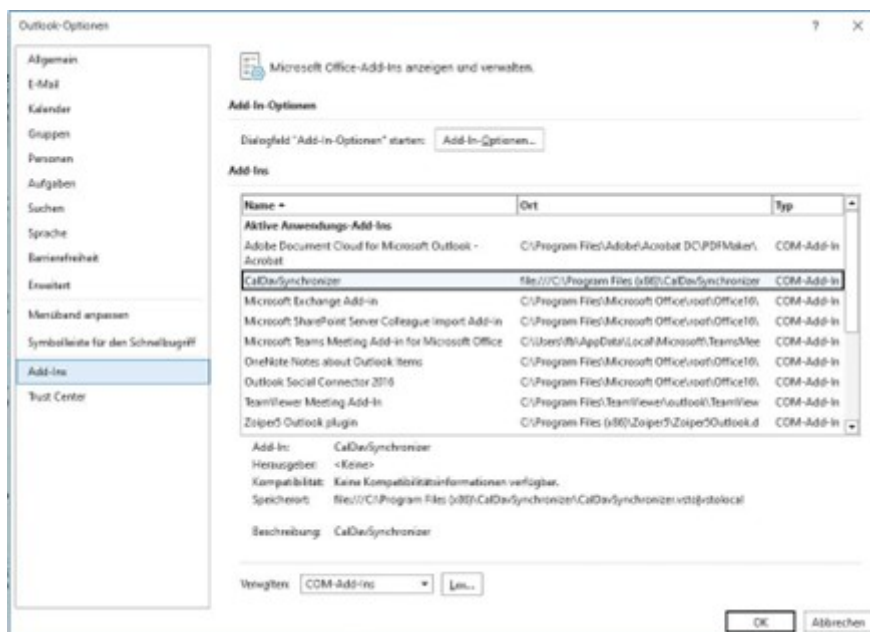 Outlook-Optionen
? ×
Allgemein
E-Mail
Kalender
Gruppen
Personen
Aufgaben
Suchen
Sprache
Barrierefreiheit
Erweitert
Menüband anpassen
Symbolleiste für den Schnellzugriff
Add-Ins
Trust Center
Microsoft Office-Add-Ins anzeigen und verwalten.
Add-In-Optionen
Dialogfeld "Add-In-Optionen" starten: Add-In-Optionen...
Add-Ins
Name Ort Typ
Aktive Anwendungs-Add-Ins
Adobe Document Cloud for Microsoft Outlook - C:\Program Files\Adobe\Acrobat DC\PDFMaker\ COM-Add-In
Acrobat
CalDavSynchronizer file:///C:\Program Files (x86)\CalDavSynchronizer COM-Add-In
Microsoft Exchange Add-in C:\Program Files\Microsoft Office\root\Office16\ COM-Add-In
Microsoft SharePoint Server Colleague Import Add-in C:\Program Files\Microsoft Office\root\Office16\ COM-Add-In
Microsoft Teams Meeting Add-in for Microsoft Office C:\Users\fb\AppData\Local\Microsoft\TeamsMee COM-Add-In
OneNote Notes about Outlook Items C:\Program Files\Microsoft Office\root\Office16\ COM-Add-In
Outlook Social Connector 2016 C:\Program Files\Microsoft Office\root\Office16\ COM-Add-In
TeamViewer Meeting Add-In C:\Program Files\TeamViewer\outlook\TeamView COM-Add-In
Zoiper5 Outlook plugin C:\Program Files (x86)\Zoiper5\Zoiper5Outlook.d COM-Add-In
Add-In: CalDavSynchronizer
Herausgeber: <Keine>
Kompatibilität: Keine Kompatibilitätsinformationen verfügbar.
Speicherort: file:///C:\Program Files (x86)\CalDavSynchronizer\CalDavSynchronizer.vsto|vstolocal
Beschreibung: CalDavSynchronizer
Verwalten: COM-Add-Ins Los...
OK Abbrechen